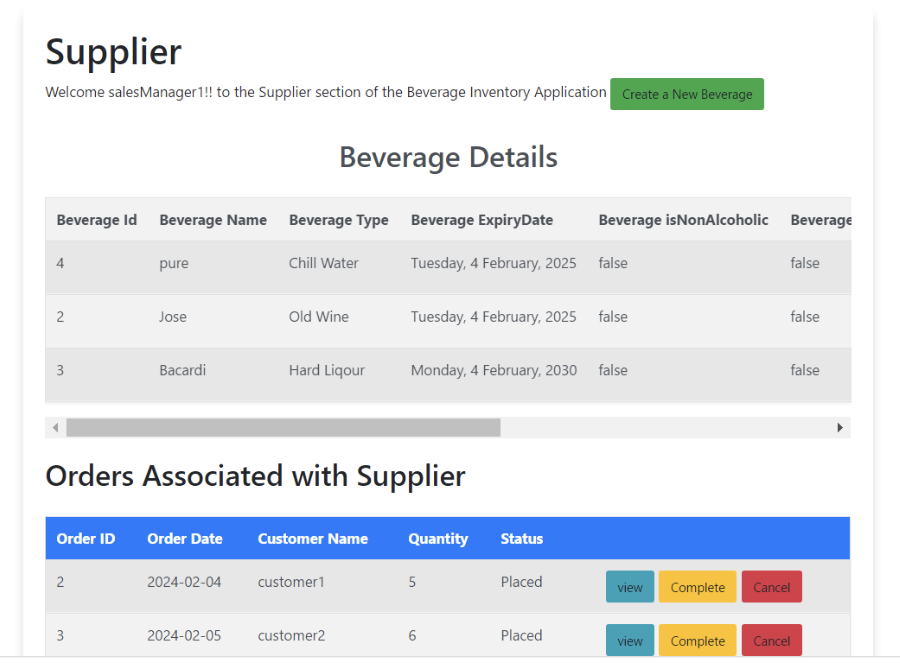 Supplier
Welcome salesManager1!! to the Supplier section of the Beverage Inventory Application Create a New Beverage
Beverage Details
Beverage Id Beverage Name Beverage Type Beverage ExpiryDate Beverage isNonAlcoholic Beverage
4 pure Chill Water Tuesday, 4 February, 2025 false false
2 Jose Old Wine Tuesday, 4 February, 2025 false false
3 Bacardi Hard Liqour Monday, 4 February, 2030 false false
Orders Associated with Supplier
Order ID Order Date Customer Name Quantity Status
2 2024-02-04 customer1 5 Placed view Complete Cancel
3 2024-02-05 customer2 6 Placed view Complete Cancel